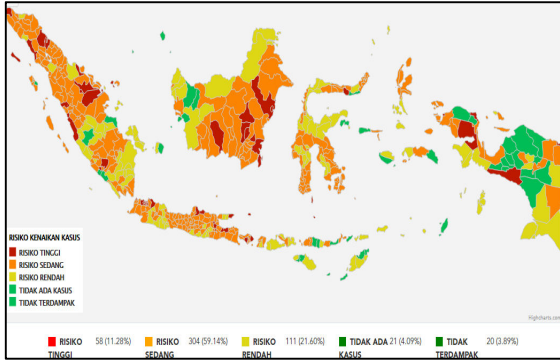 RISIKO KENAIKAN KASUS
RISIKO TINGGI
RISIKO SEDANG
RISIKO RENDAH
TIDAK ADA KASUS
TIDAK TERDAMPAK
Highcharts.com
RISIKO TINGGI 58 (11.28%)
RISIKO SEDANG 304 (59.14%)
RISIKO RENDAH 111 (21.60%)
TIDAK ADA KASUS 21 (4.09%)
TIDAK TERDAMPAK 20 (3.89%)